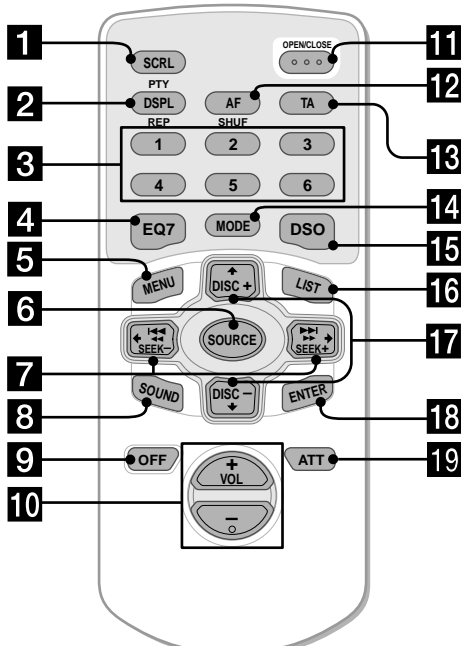 1 SCRL OPEN/CLOSE 11
PTY 12
2 DSPL AF TA
REP SHUF 13
3 1 2 3
4 5 6
4 EQ7 MODE DSO 14
15
5 MENU DISC + LIST 16
6 SOURCE 17
7 SEEK– SEEK+
8 SOUND DISC – ENTER 18
9 OFF ATT 19
10 + VOL
–